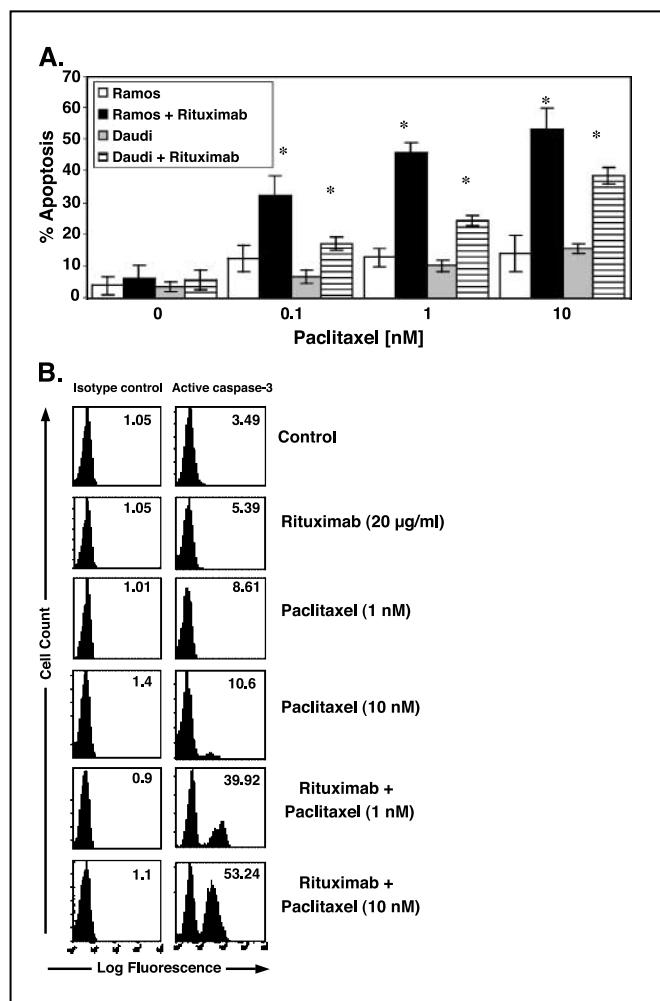 A.
70
60
50
40
30
20
10
0
% Apoptosis
Ramos
Ramos + Rituximab
Daudi
Daudi + Rituximab
* * * * * *
0 0.1 1 10
Paclitaxel [nM]
B.
Isotype control Active caspase-3
1.05 3.49 Control
1.05 5.39 Rituximab (20 µg/ml)
1.01 8.61 Paclitaxel (1 nM)
1.4 10.6 Paclitaxel (10 nM)
0.9 39.92 Rituximab +
Paclitaxel (1 nM)
1.1 53.24 Rituximab +
Paclitaxel (10 nM)
Cell Count
Log Fluorescence